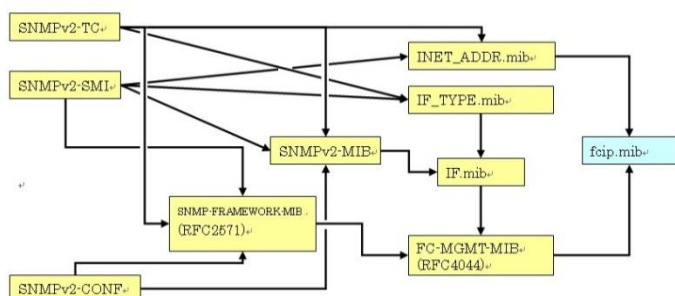 SNMPv2-TC
INET_ADDR.mib
SNMPv2-SMI
IF_TYPE.mib
SNMPv2-MIB
fcip.mib
IF.mib
SNMP-FRAMEWORK-MIB
(RFC2571)
FC-MGMT-MIB
(RFC4044)
SNMPv2-CONF